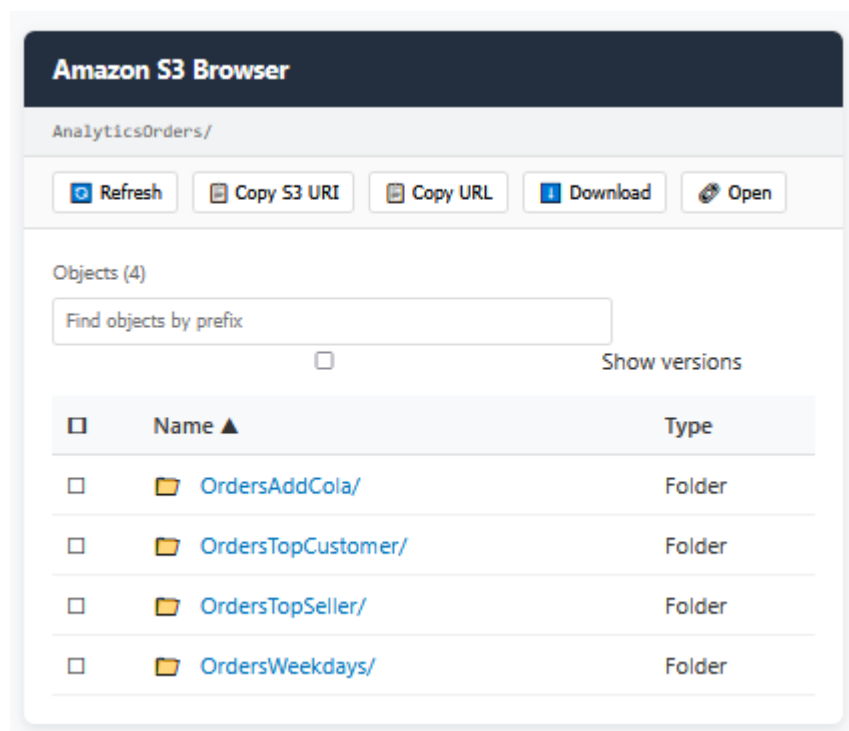 Amazon S3 Browser
AnalyticsOrders/
Refresh Copy S3 URI Copy URL Download Open
Objects (4)
Find objects by prefix
Show versions
Name ▲ Type
OrdersAddCola/ Folder
OrdersTopCustomer/ Folder
OrdersTopSeller/ Folder
OrdersWeekdays/ Folder